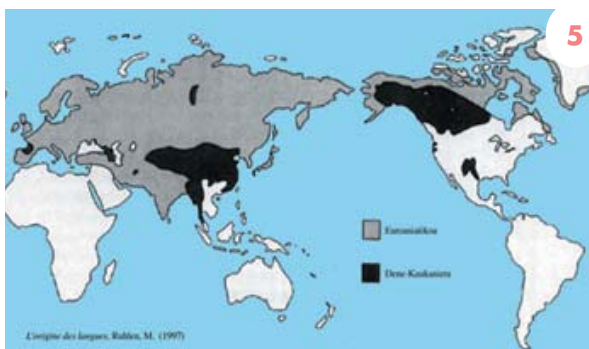 5
Euroasiatikoa
Dene-Kaukasiera
L'origine des langues, Ruhlen, M. (1997)